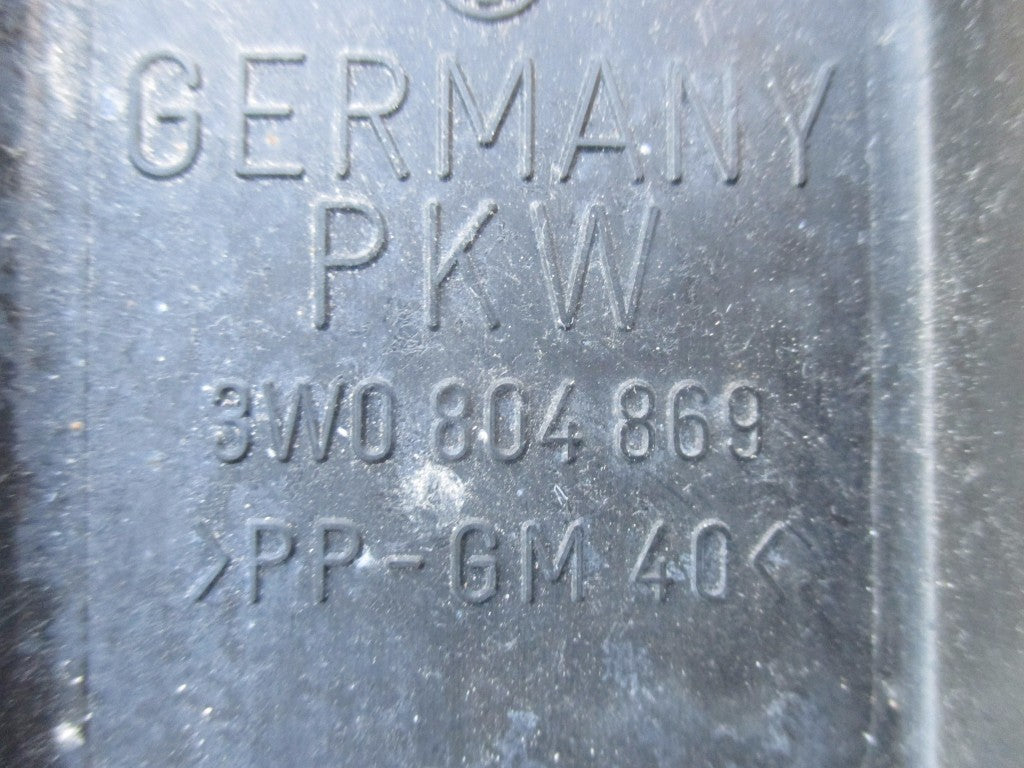 GERMANY
PKW
3W0 804 869
>PP-GM 40<